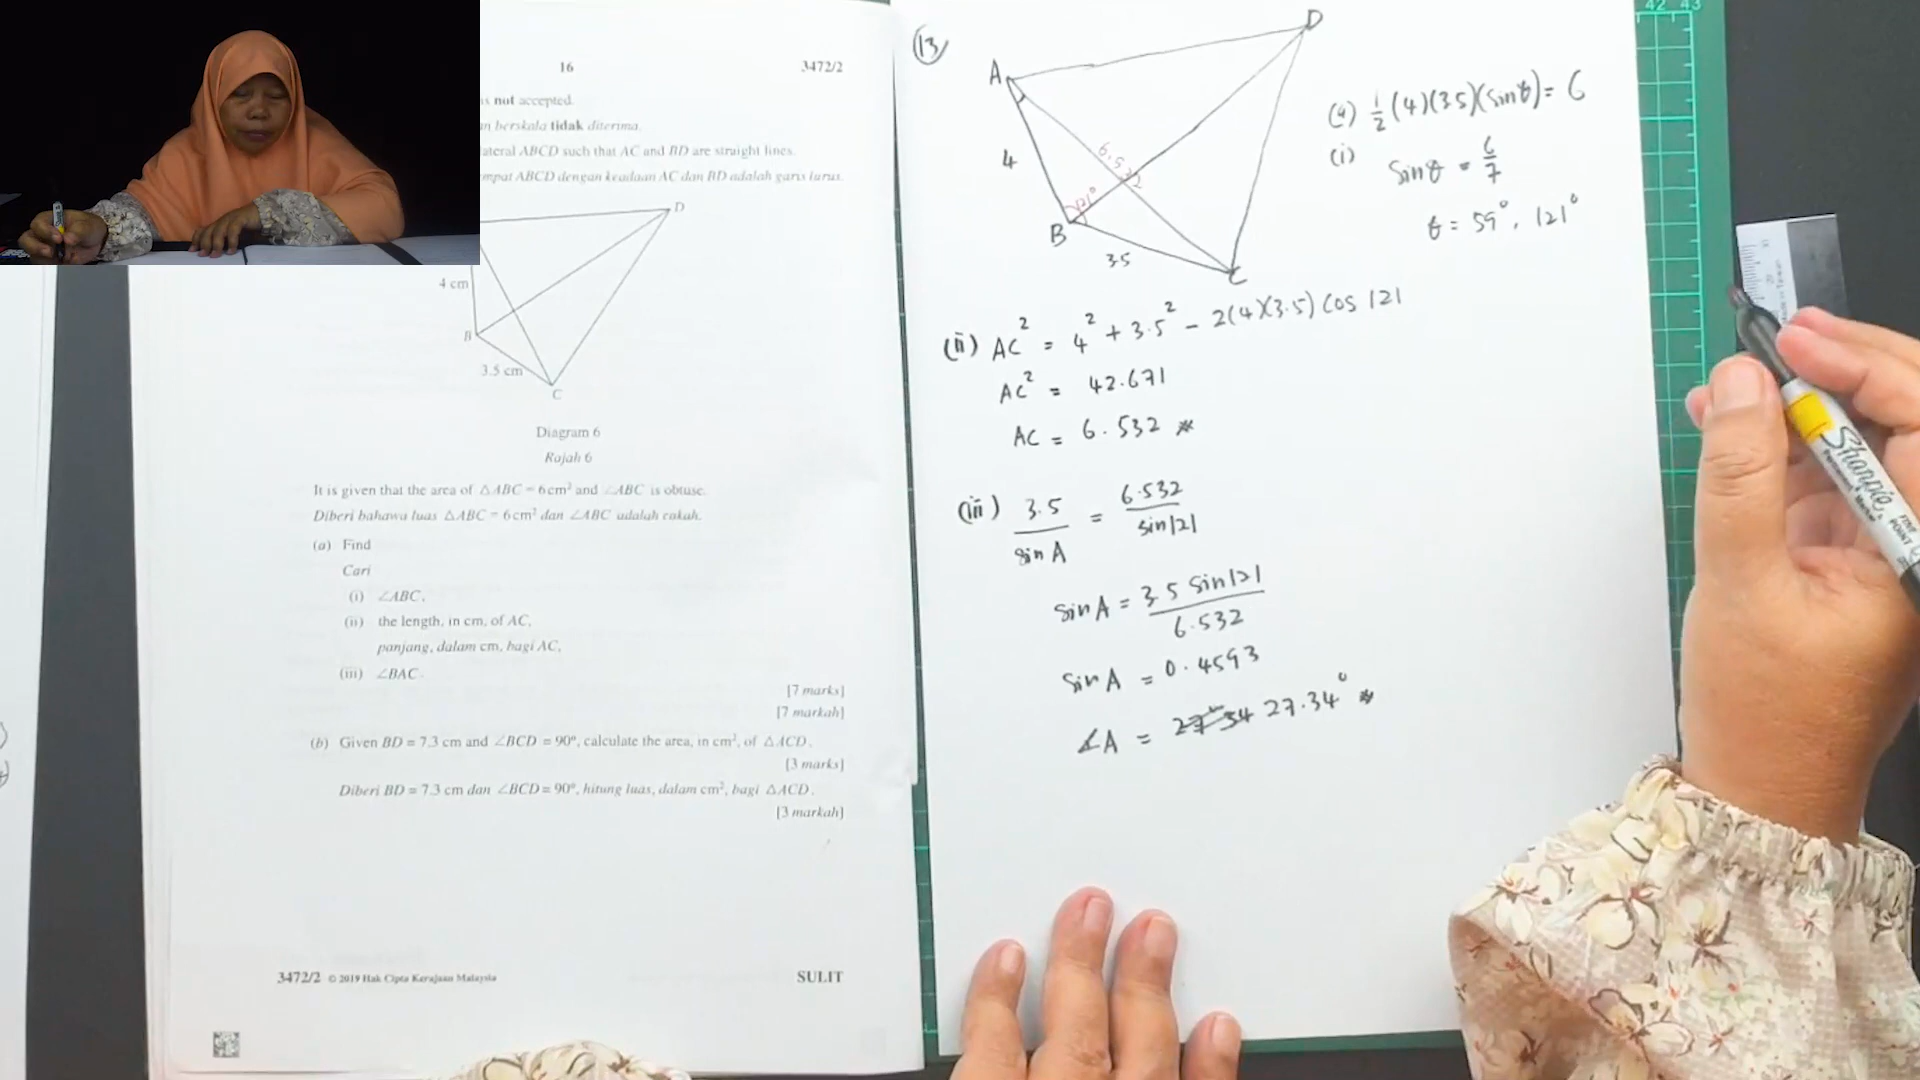 16
3472/2
is not accepted.
an berskala tidak diterima.
lateral ABCD such that AC and BD are straight lines.
empat ABCD dengan keadaan AC dan BD adalah garis lurus.
D
4 cm
B
3.5 cm
C
Diagram 6
Rajah 6
It is given that the area of △ABC = 6 cm² and ∠ABC is obtuse.
Diberi bahawa luas △ABC = 6 cm² dan ∠ABC adalah cakah.
(a) Find
Cari
(i) ∠ABC,
(ii) the length, in cm, of AC,
panjang, dalam cm, bagi AC,
(iii) ∠BAC.
[7 marks]
[7 markah]
(b) Given BD = 7.3 cm and ∠BCD = 90°, calculate the area, in cm², of △ACD.
[3 marks]
Diberi BD = 7.3 cm dan ∠BCD = 90°, hitung luas, dalam cm², bagi △ACD.
[3 markah]
3472/2 © 2019 Hak Cipta Kerajaan Malaysia
SULIT
13
A
D
4
6.532
121°
B
3.5
C
(a) 1/2 (4)(3.5)(sin θ) = 6
(i) sin θ = 6/7
θ = 59°, 121°
(ii) AC² = 4² + 3.5² - 2(4)(3.5) cos 121
AC² = 42.671
AC = 6.532 *
(iii) 3.5/sin A = 6.532/sin 121
sin A = 3.5 sin 121/6.532
sin A = 0.4593
∡A = 27.34° *
42 43
Sharpie
FINE POINT